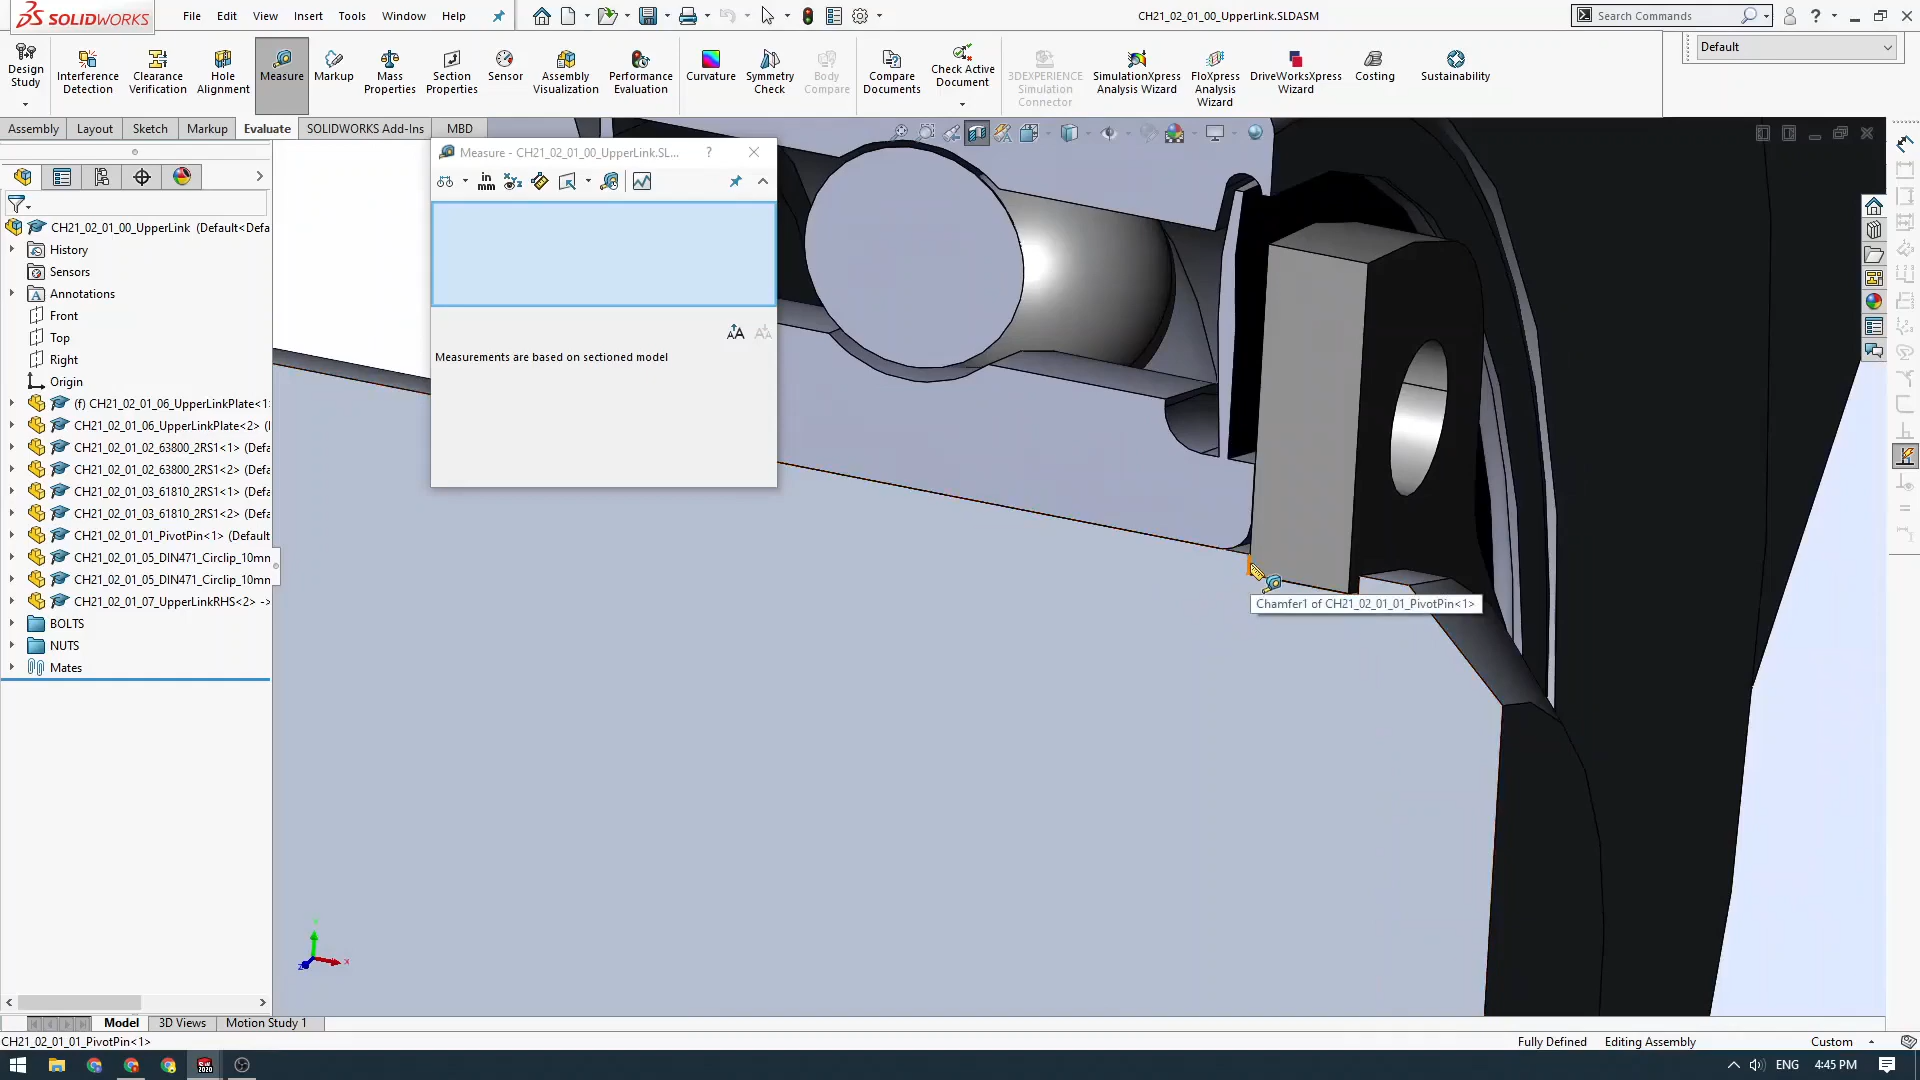 SOLIDWORKS
File Edit View Insert Tools Window Help
CH21_02_01_00_UpperLink.SLDASM
Search Commands
Default
Design Study
Interference Detection
Clearance Verification
Hole Alignment
Measure
Markup
Mass Properties
Section Properties
Sensor
Assembly Visualization
Performance Evaluation
Curvature
Symmetry Check
Body Compare
Compare Documents
Check Active Document
3DEXPERIENCE Simulation Connector
SimulationXpress Analysis Wizard
FloXpress Analysis Wizard
DriveWorksXpress Wizard
Costing
Sustainability
Assembly Layout Sketch Markup Evaluate SOLIDWORKS Add-Ins MBD
Measure - CH21_02_01_00_UpperLink.SL...
?
in
mm
Measurements are based on sectioned model
CH21_02_01_00_UpperLink (Default<Defa
History
Sensors
Annotations
Front
Top
Right
Origin
(f) CH21_02_01_06_UpperLinkPlate<1>
CH21_02_01_06_UpperLinkPlate<2> (I
CH21_02_01_02_63800_2RS1<1> (Defa
CH21_02_01_02_63800_2RS1<2> (Defa
CH21_02_01_03_61810_2RS1<1> (Defa
CH21_02_01_03_61810_2RS1<2> (Defa
CH21_02_01_01_PivotPin<1> (Default
CH21_02_01_05_DIN471_Circlip_10mn
CH21_02_01_05_DIN471_Circlip_10mn
CH21_02_01_07_UpperLinkRHS<2> ->
BOLTS
NUTS
Mates
Chamfer1 of CH21_02_01_01_PivotPin<1>
Model 3D Views Motion Study 1
CH21_02_01_01_PivotPin<1>
Fully Defined
Editing Assembly
Custom
ENG
4:45 PM